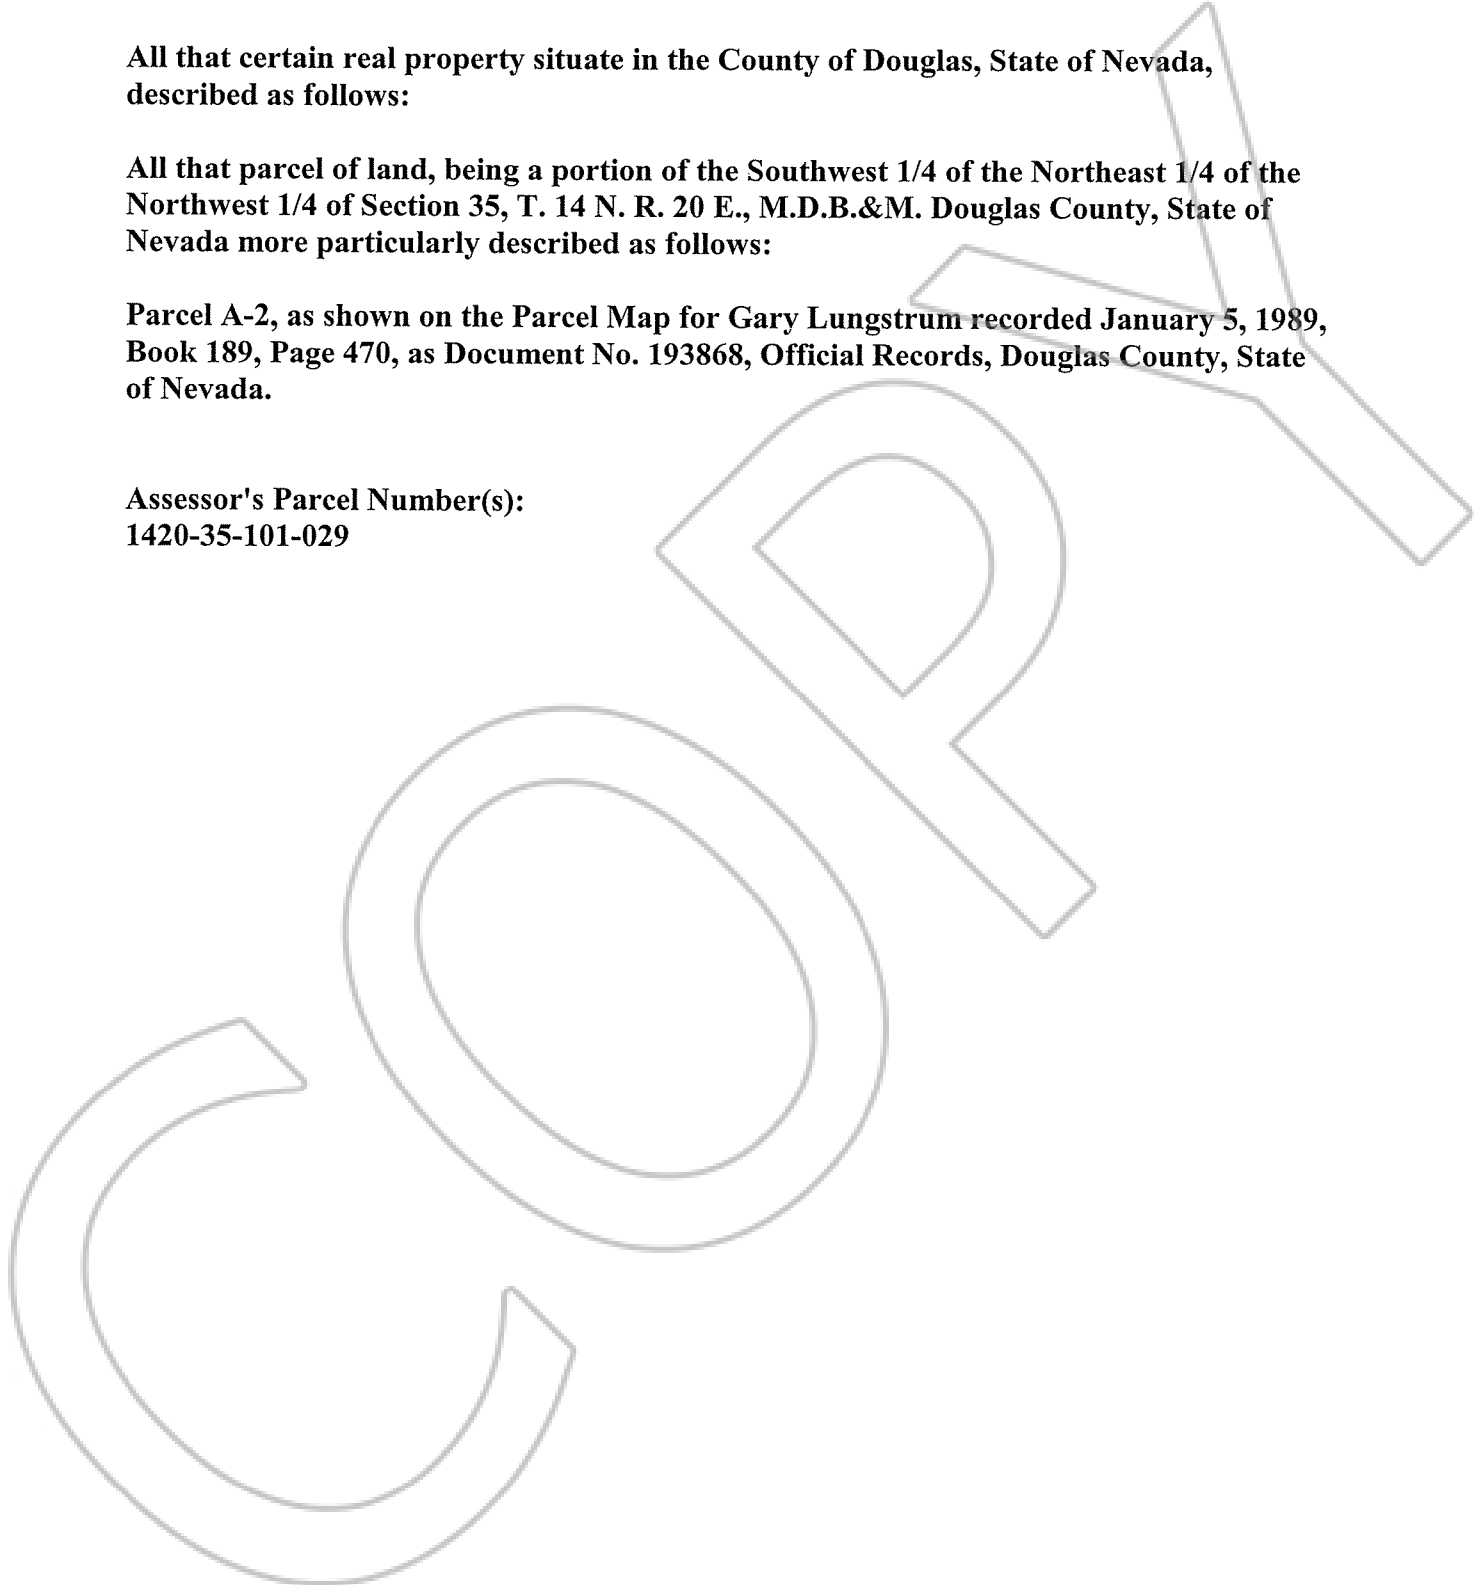 All that certain real property situate in the County of Douglas, State of Nevada,
described as follows:
All that parcel of land, being a portion of the Southwest 1/4 of the Northeast 1/4 of the
Northwest 1/4 of Section 35, T. 14 N. R. 20 E., M.D.B.&M. Douglas County, State of
Nevada more particularly described as follows:
Parcel A-2, as shown on the Parcel Map for Gary Lungstrum recorded January 5, 1989,
Book 189, Page 470, as Document No. 193868, Official Records, Douglas County, State
of Nevada.
Assessor's Parcel Number(s):
1420-35-101-029
COPY